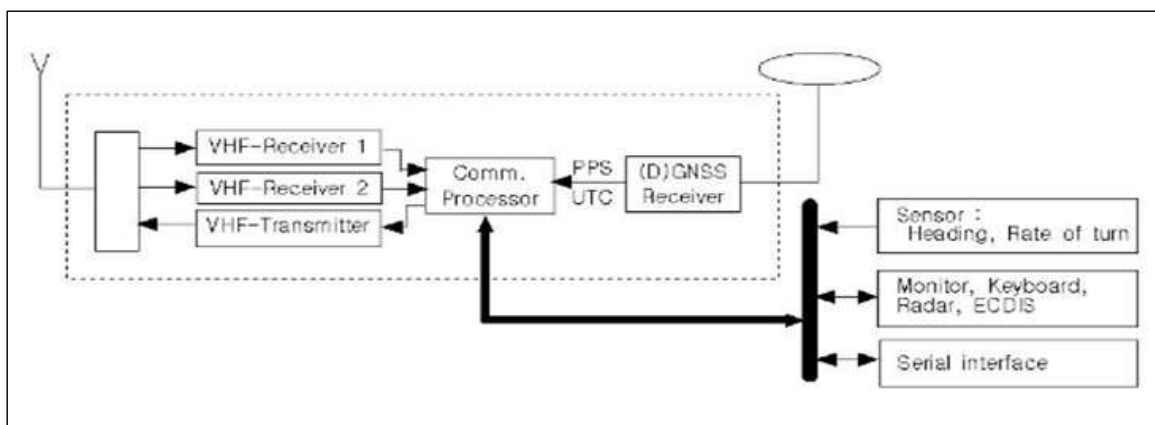 VHF-Receiver 1
VHF-Receiver 2
VHF-Transmitter
Comm.
Processor
PPS
UTC
(D)GNSS
Receiver
Sensor :
Heading, Rate of turn
Monitor, Keyboard,
Radar, ECDIS
Serial interface